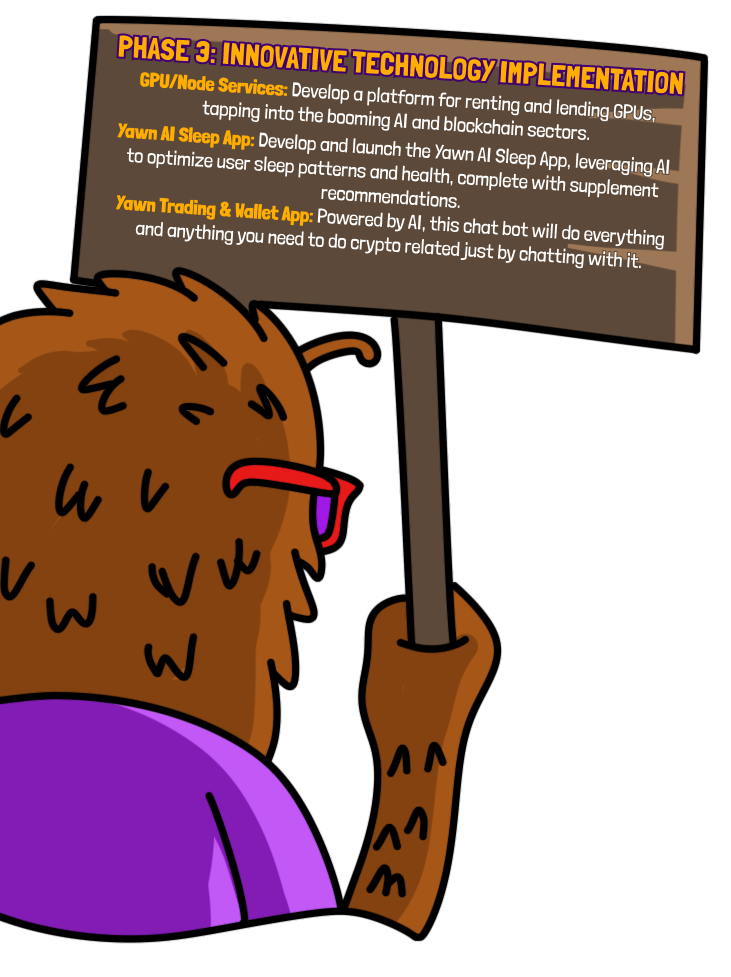 PHASE 3: INNOVATIVE TECHNOLOGY IMPLEMENTATION
GPU/Node Services: Develop a platform for renting and lending GPUs,
tapping into the booming AI and blockchain sectors.
Yawn AI Sleep App: Develop and launch the Yawn AI Sleep App, leveraging AI
to optimize user sleep patterns and health, complete with supplement
recommendations.
Yawn Trading & Wallet App: Powered by AI, this chat bot will do everything
and anything you need to do crypto related just by chatting with it.